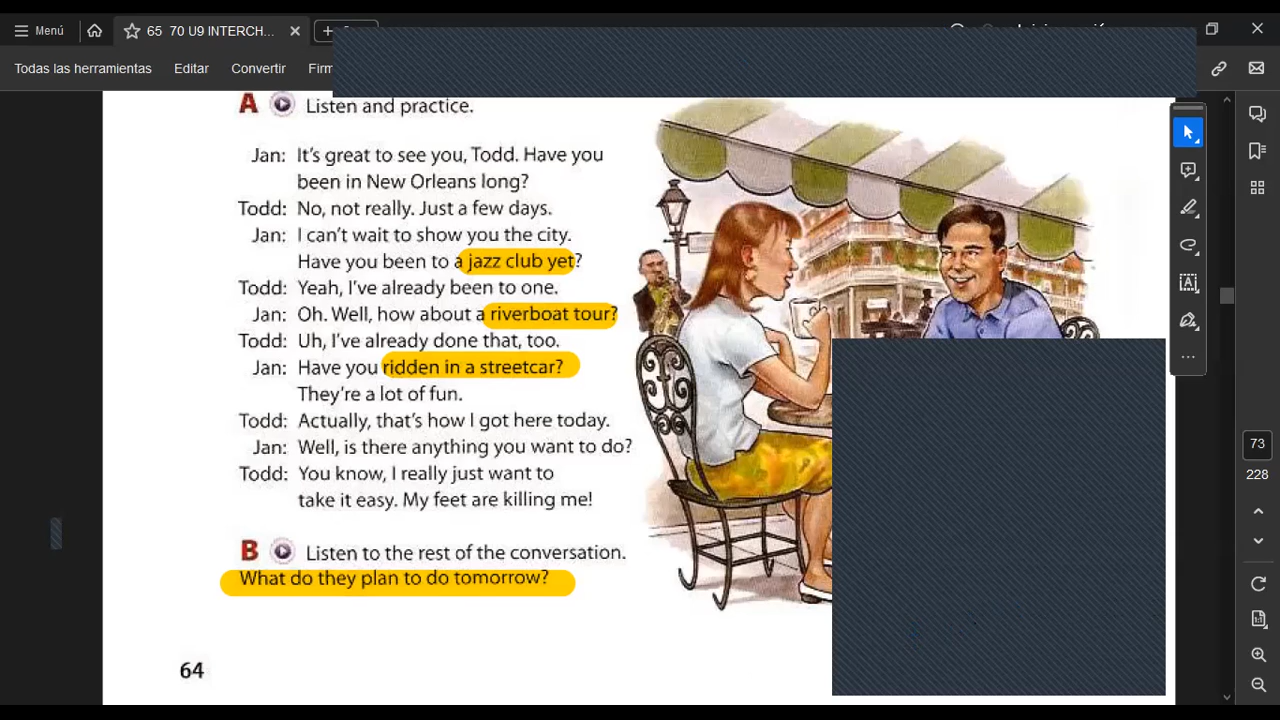 Menú
65 70 U9 INTERCH...
Todas las herramientas
Editar
Convertir
A Listen and practice.
Jan: It's great to see you, Todd. Have you
been in New Orleans long?
Todd: No, not really. Just a few days.
Jan: I can't wait to show you the city.
Have you been to a jazz club yet?
Todd: Yeah, I've already been to one.
Jan: Oh. Well, how about a riverboat tour?
Todd: Uh, I've already done that, too.
Jan: Have you ridden in a streetcar?
They're a lot of fun.
Todd: Actually, that's how I got here today.
Jan: Well, is there anything you want to do?
Todd: You know, I really just want to
take it easy. My feet are killing me!
B Listen to the rest of the conversation.
What do they plan to do tomorrow?
64
73
228